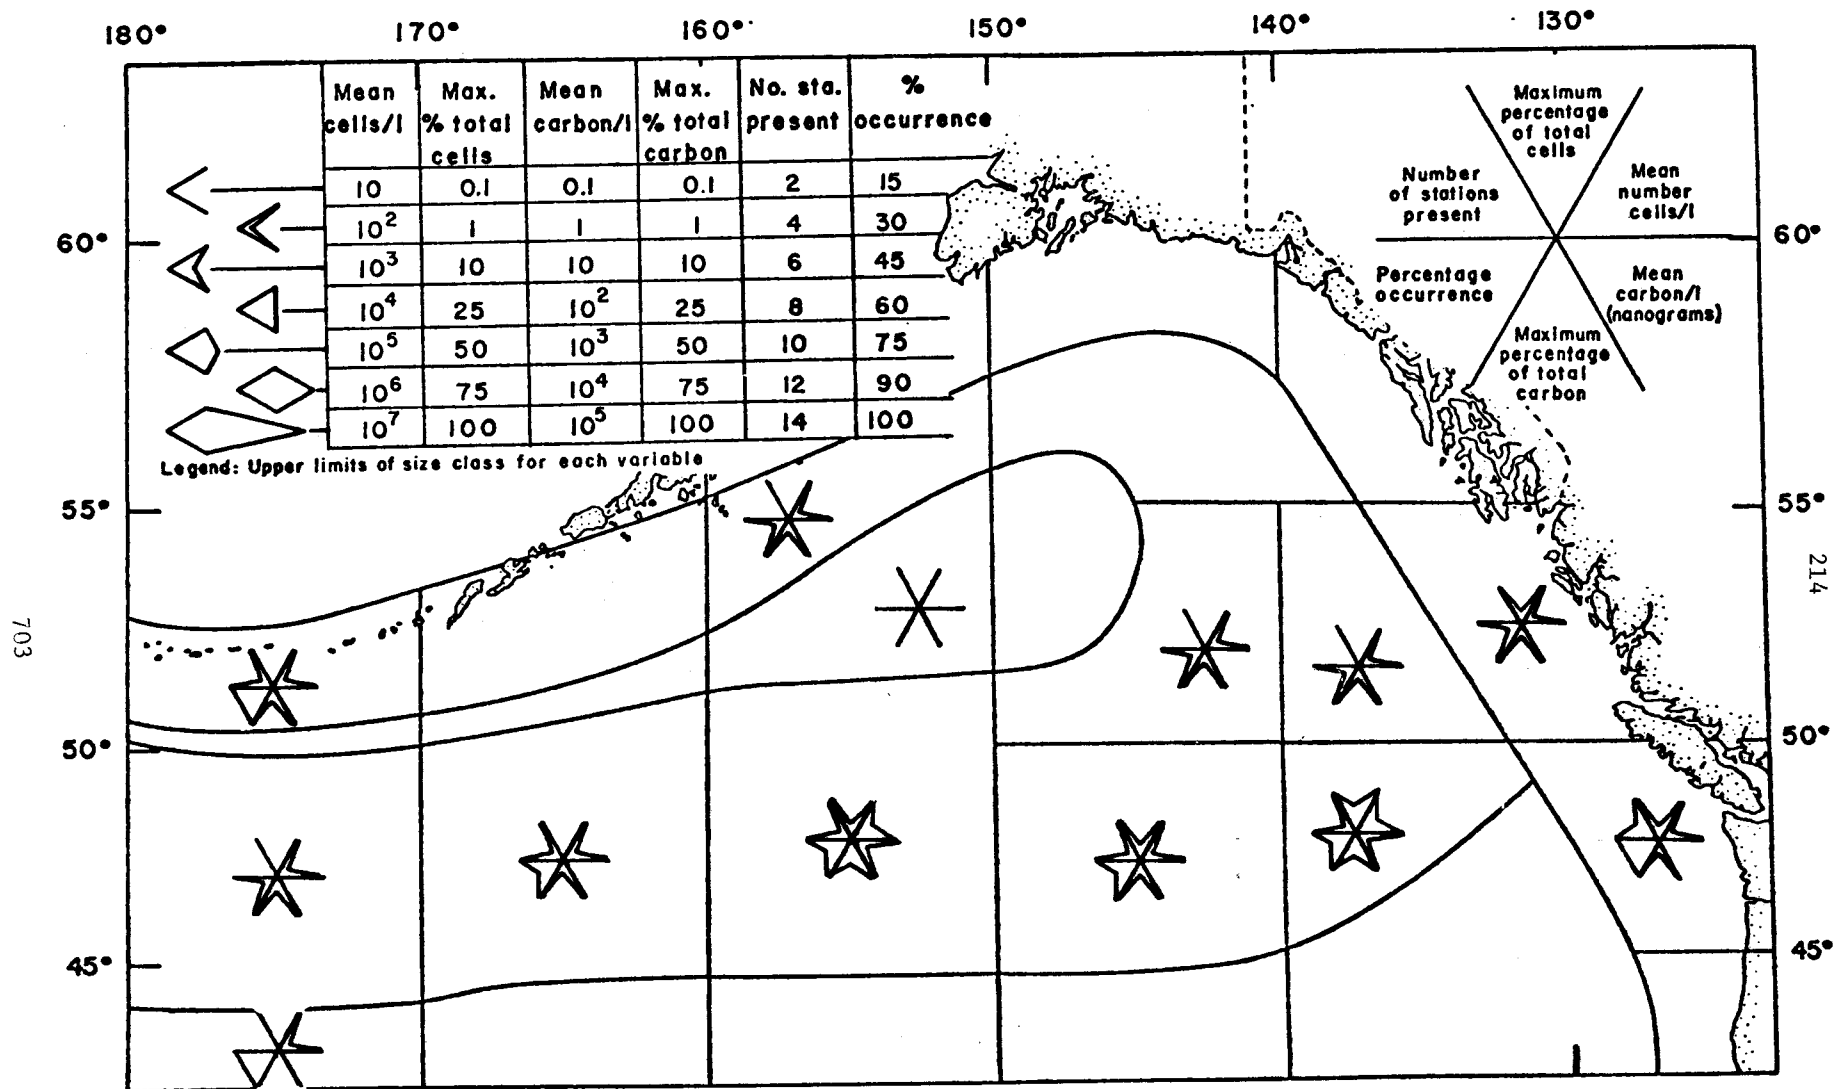 180° 170° 160° 150° 140° 130°
Mean cells/l
Max. % total cells
Mean carbon/l
Max. % total carbon
No. sta. present
% occurrence
10 0.1 0.1 0.1 2 15
10² 1 1 1 4 30
10³ 10 10 10 6 45
10⁴ 25 10² 25 8 60
10⁵ 50 10³ 50 10 75
10⁶ 75 10⁴ 75 12 90
10⁷ 100 10⁵ 100 14 100
Legend: Upper limits of size class for each variable
Maximum
percentage
of total
cells
Number
of stations
present
Mean
number
cells/l
Percentage
occurrence
Mean
carbon/l
(nanograms)
Maximum
percentage
of total
carbon
60° 60°
55° 55°
50° 50°
45° 45°
703
214